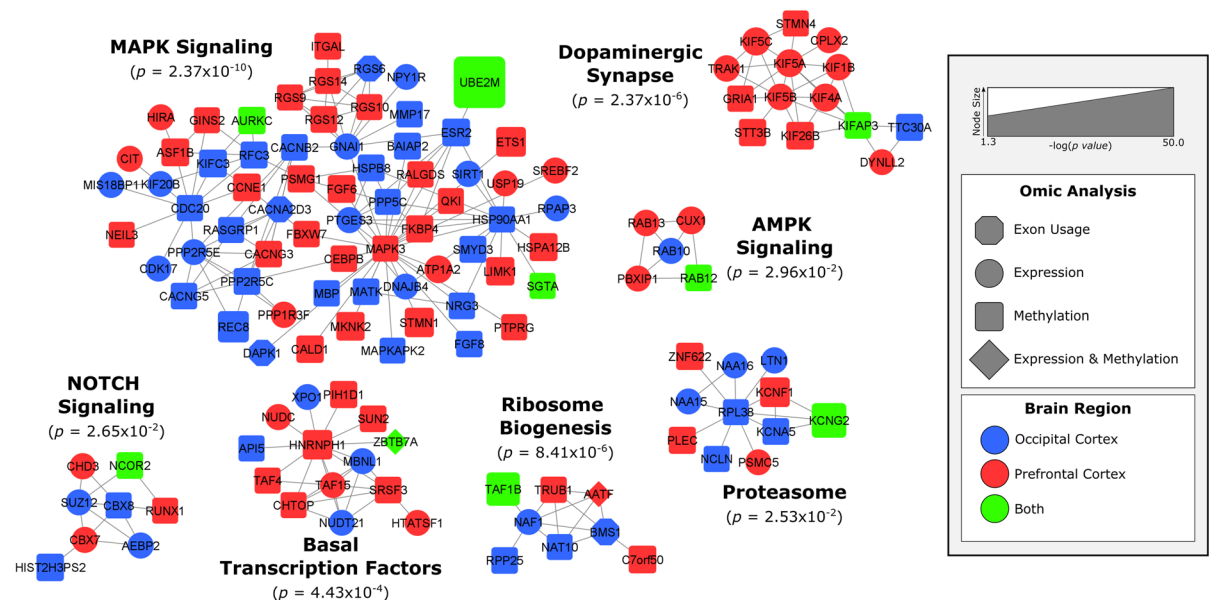 MAPK Signaling
(p = 2.37x10-10)
ITGAL
RGS6
NPY1R
RGS14
RGS9
RGS10
RGS12
MMP17
UBE2M
HIRA
GINS2
AURKC
GNAI1
ESR2
BAIAP2
ETS1
ASF1B
RFC3
CACNB2
CIT
KIFC3
HSPB8
RALGDS
SIRT1
SREBF2
MIS18BP1
KIF20B
CCNE1
PSMG1
FGF6
USP19
CDC20
CACNA2D3
PPP5C
QKI
RPAP3
NEIL3
RASGRP1
FBXW7
PTGES3
FKBP4
HSP90AA1
PPP2R5E
CACNG3
CEBPB
MAPK3
SMYD3
HSPA12B
CDK17
PPP2R5C
ATP1A2
LIMK1
SGTA
CACNG5
MBP
MATK
DNAJB4
NRG3
REC8
PPP1R3F
MKNK2
STMN1
PTPRG
DAPK1
CALD1
MAPKAPK2
FGF8
Dopaminergic
Synapse
(p = 2.37x10-6)
STMN4
KIF5C
CPLX2
TRAK1
KIF5A
KIF1B
GRIA1
KIF5B
KIF4A
STT3B
KIF26B
KIFAP3
TTC30A
DYNLL2
AMPK
Signaling
(p = 2.96x10-2)
RAB13
CUX1
RAB10
PBXIP1
RAB12
NOTCH
Signaling
(p = 2.65x10-2)
CHD3
NCOR2
SUZ12
CBX8
RUNX1
CBX7
AEBP2
HIST2H3PS2
XPO1
PIH1D1
NUDC
SUN2
API5
HNRNPH1
ZBTB7A
MBNL1
TAF4
TAF15
SRSF3
CHTOP
NUDT21
HTATSF1
Basal
Transcription Factors
(p = 4.43x10-4)
Ribosome
Biogenesis
(p = 8.41x10-6)
TAF1B
TRUB1
AATF
NAF1
BMS1
RPP25
NAT10
C7orf50
ZNF622
NAA16
LTN1
NAA15
KCNF1
RPL38
KCNG2
PLEC
KCNA5
NCLN
PSMC5
Proteasome
(p = 2.53x10-2)
Node Size
1.3
50.0
-log(p value)
Omic Analysis
Exon Usage
Expression
Methylation
Expression & Methylation
Brain Region
Occipital Cortex
Prefrontal Cortex
Both